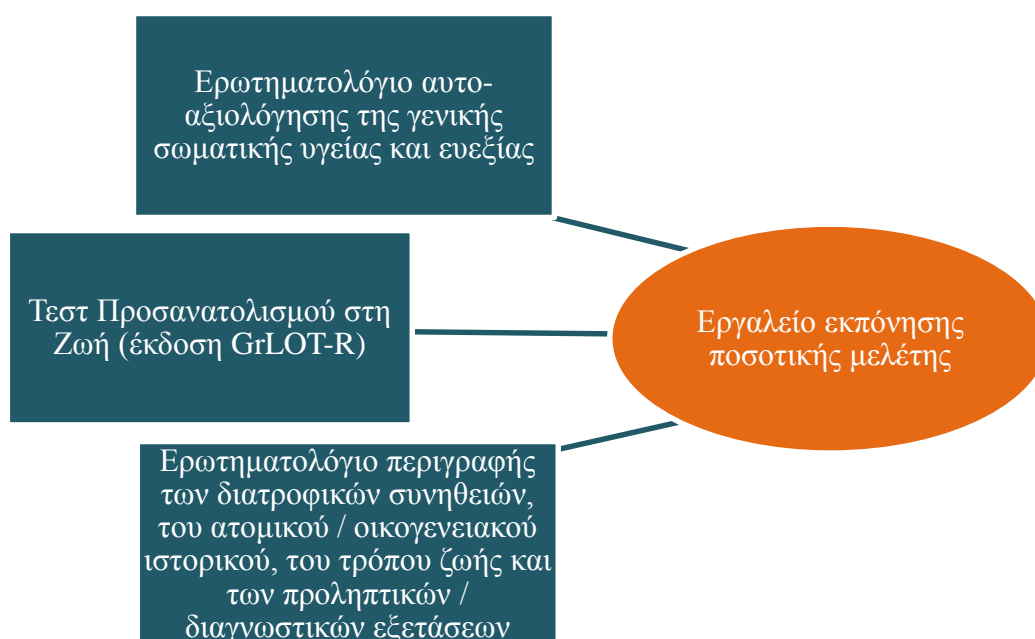 Ερωτηματολόγιο αυτο-
αξιολόγησης της γενικής
σωματικής υγείας και ευεξίας
Τεστ Προσανατολισμού στη
Ζωή (έκδοση GrLOT-R)
Εργαλείο εκπόνησης
ποσοτικής μελέτης
Ερωτηματολόγιο περιγραφής
των διατροφικών συνηθειών,
του ατομικού / οικογενειακού
ιστορικού, του τρόπου ζωής και
των προληπτικών /
διαγνωστικών εξετάσεων